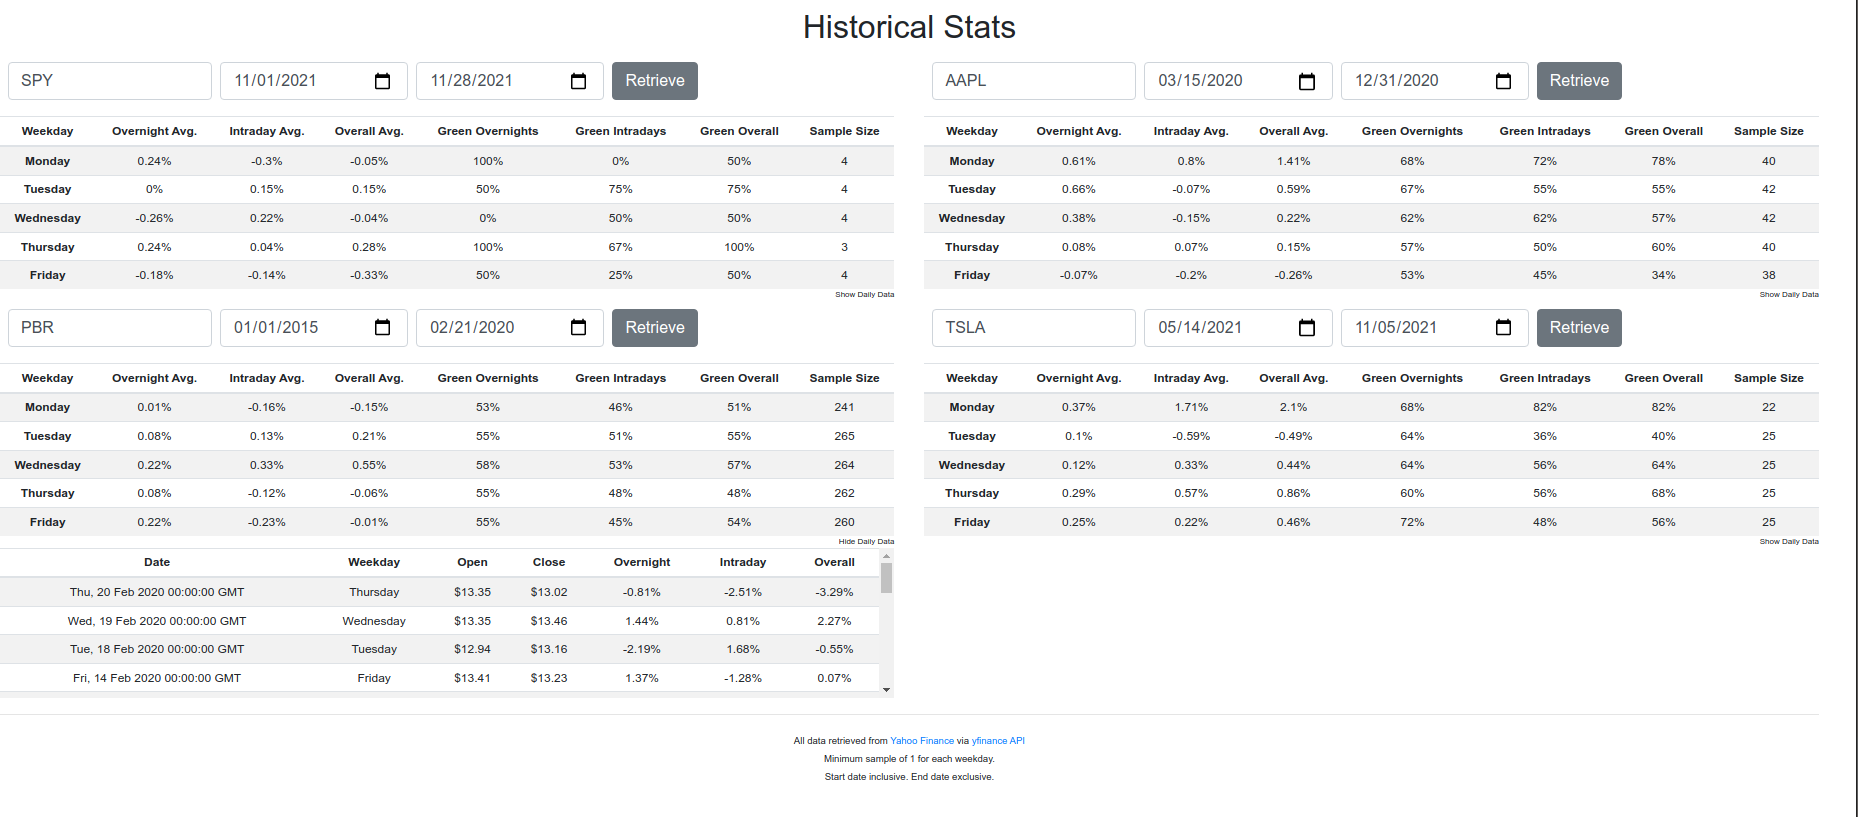 Historical Stats
SPY 11/01/2021 11/28/2021 Retrieve
Weekday Overnight Avg. Intraday Avg. Overall Avg. Green Overnights Green Intradays Green Overall Sample Size
Monday 0.24% -0.3% -0.05% 100% 0% 50% 4
Tuesday 0% 0.15% 0.15% 50% 75% 75% 4
Wednesday -0.26% 0.22% -0.04% 0% 50% 50% 4
Thursday 0.24% 0.04% 0.28% 100% 67% 100% 3
Friday -0.18% -0.14% -0.33% 50% 25% 50% 4
Show Daily Data
AAPL 03/15/2020 12/31/2020 Retrieve
Weekday Overnight Avg. Intraday Avg. Overall Avg. Green Overnights Green Intradays Green Overall Sample Size
Monday 0.61% 0.8% 1.41% 68% 72% 78% 40
Tuesday 0.66% -0.07% 0.59% 67% 55% 55% 42
Wednesday 0.38% -0.15% 0.22% 62% 62% 57% 42
Thursday 0.08% 0.07% 0.15% 57% 50% 60% 40
Friday -0.07% -0.2% -0.26% 53% 45% 34% 38
Show Daily Data
PBR 01/01/2015 02/21/2020 Retrieve
Weekday Overnight Avg. Intraday Avg. Overall Avg. Green Overnights Green Intradays Green Overall Sample Size
Monday 0.01% -0.16% -0.15% 53% 46% 51% 241
Tuesday 0.08% 0.13% 0.21% 55% 51% 55% 265
Wednesday 0.22% 0.33% 0.55% 58% 53% 57% 264
Thursday 0.08% -0.12% -0.06% 55% 48% 48% 262
Friday 0.22% -0.23% -0.01% 55% 45% 54% 260
Hide Daily Data
Date Weekday Open Close Overnight Intraday Overall
Thu, 20 Feb 2020 00:00:00 GMT Thursday $13.35 $13.02 -0.81% -2.51% -3.29%
Wed, 19 Feb 2020 00:00:00 GMT Wednesday $13.35 $13.46 1.44% 0.81% 2.27%
Tue, 18 Feb 2020 00:00:00 GMT Tuesday $12.94 $13.16 -2.19% 1.68% -0.55%
Fri, 14 Feb 2020 00:00:00 GMT Friday $13.41 $13.23 1.37% -1.28% 0.07%
TSLA 05/14/2021 11/05/2021 Retrieve
Weekday Overnight Avg. Intraday Avg. Overall Avg. Green Overnights Green Intradays Green Overall Sample Size
Monday 0.37% 1.71% 2.1% 68% 82% 82% 22
Tuesday 0.1% -0.59% -0.49% 64% 36% 40% 25
Wednesday 0.12% 0.33% 0.44% 64% 56% 64% 25
Thursday 0.29% 0.57% 0.86% 60% 56% 68% 25
Friday 0.25% 0.22% 0.46% 72% 48% 56% 25
Show Daily Data
All data retrieved from Yahoo Finance via yfinance API
Minimum sample of 1 for each weekday.
Start date inclusive. End date exclusive.